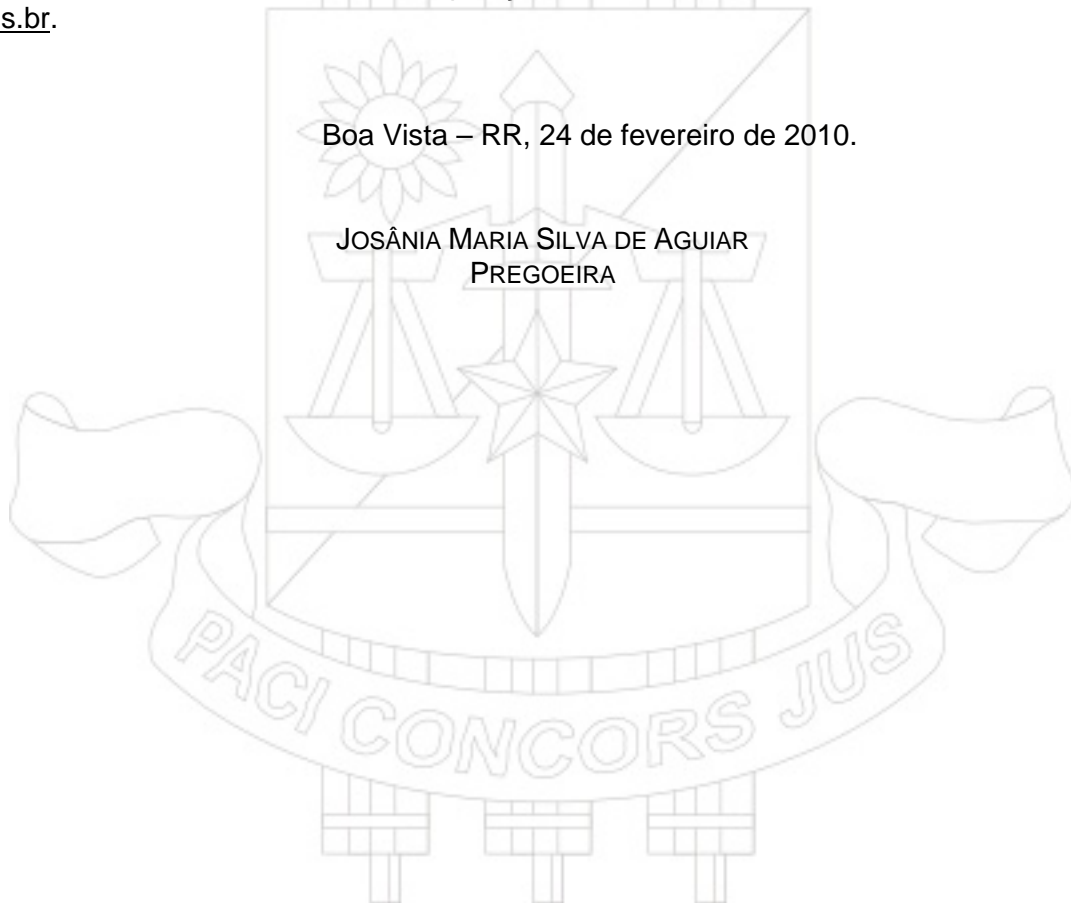 s.br.
Boa Vista – RR, 24 de fevereiro de 2010.
JOSÂNIA MARIA SILVA DE AGUIAR
PREGOEIRA
PACI CONCORS JUS